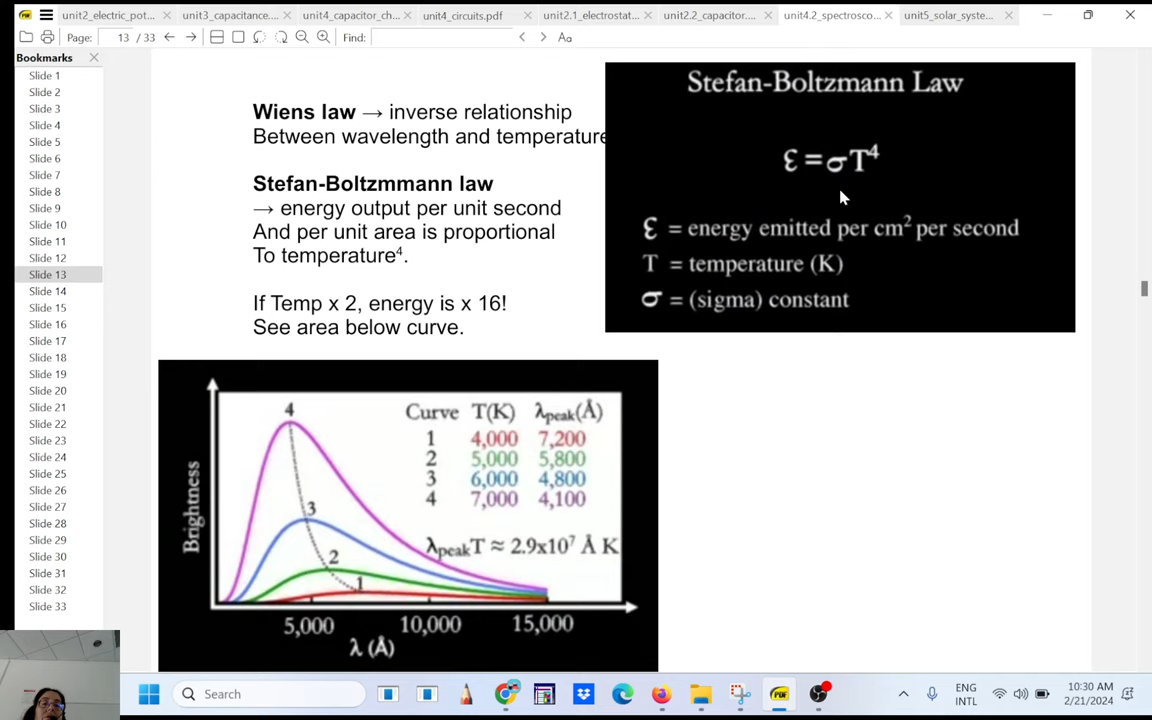 unit2_electric_pot...
unit3_capacitance....
unit4_capacitor_ch...
unit4_circuits.pdf
unit2.1_electrostat...
unit2.2_capacitor....
unit4.2_spectrosco...
unit5_solar_syste...
Page: 13 / 33
Find:
Aa
Bookmarks
Slide 1
Slide 2
Slide 3
Slide 4
Slide 5
Slide 6
Slide 7
Slide 8
Slide 9
Slide 10
Slide 11
Slide 12
Slide 13
Slide 14
Slide 15
Slide 16
Slide 17
Slide 18
Slide 19
Slide 20
Slide 21
Slide 22
Slide 23
Slide 24
Slide 25
Slide 26
Slide 27
Slide 28
Slide 29
Slide 30
Slide 31
Slide 32
Slide 33
Wiens law → inverse relationship
Between wavelength and temperature
Stefan-Boltzmmann law
→ energy output per unit second
And per unit area is proportional
To temperature⁴.
If Temp x 2, energy is x 16!
See area below curve.
Stefan-Boltzmann Law
Ɛ = σT⁴
Ɛ = energy emitted per cm² per second
T = temperature (K)
σ = (sigma) constant
Curve T(K) λpeak(Å)
1 4,000 7,200
2 5,000 5,800
3 6,000 4,800
4 7,000 4,100
λpeakT ≈ 2.9x10⁷ Å K
4
3
2
1
Brightness
5,000 10,000 15,000
λ (Å)
Search
PDF
ENG
INTL
10:30 AM
2/21/2024